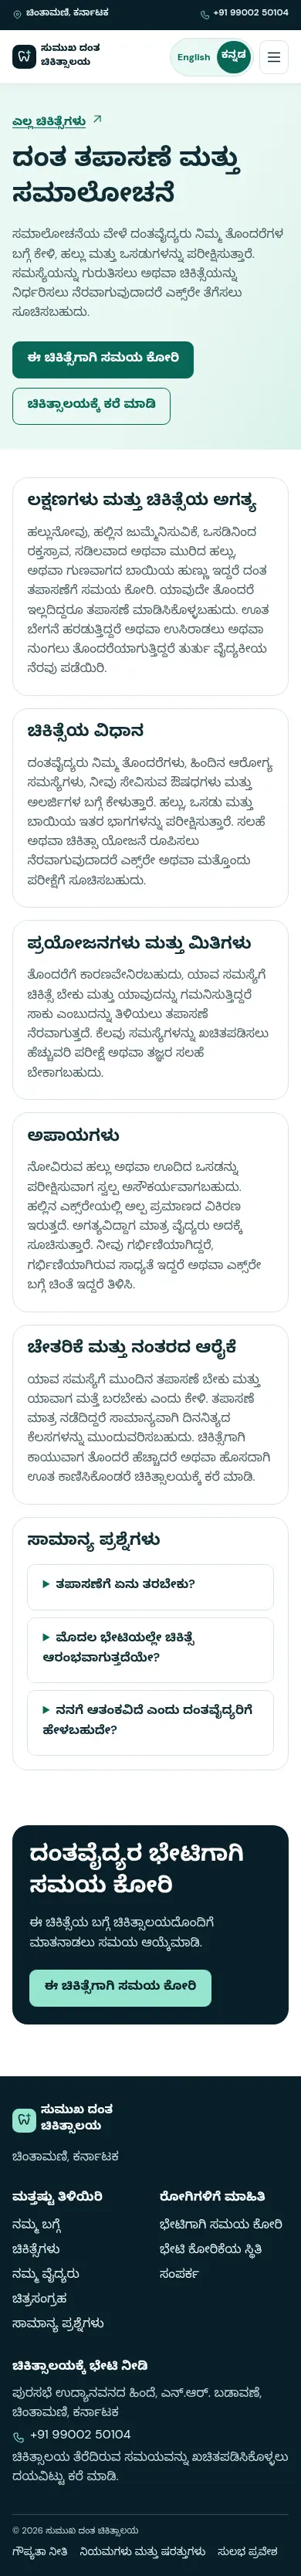 ಚಿಂತಾಮಣಿ, ಕರ್ನಾಟಕ
+91 99002 50104
ಸುಮುಖ ದಂತ
ಚಿಕಿತ್ಸಾಲಯ
English
ಕನ್ನಡ
ಎಲ್ಲ ಚಿಕಿತ್ಸೆಗಳು
ದಂತ ತಪಾಸಣೆ ಮತ್ತು
ಸಮಾಲೋಚನೆ
ಸಮಾಲೋಚನೆಯ ವೇಳೆ ದಂತವೈದ್ಯರು ನಿಮ್ಮ ತೊಂದರೆಗಳ
ಬಗ್ಗೆ ಕೇಳಿ, ಹಲ್ಲು ಮತ್ತು ಒಸಡುಗಳನ್ನು ಪರೀಕ್ಷಿಸುತ್ತಾರೆ.
ಸಮಸ್ಯೆಯನ್ನು ಗುರುತಿಸಲು ಅಥವಾ ಚಿಕಿತ್ಸೆಯನ್ನು
ನಿರ್ಧರಿಸಲು ನೆರವಾಗುವುದಾದರೆ ಎಕ್ಸ್‌ರೇ ತೆಗೆಸಲು
ಸೂಚಿಸಬಹುದು.
ಈ ಚಿಕಿತ್ಸೆಗಾಗಿ ಸಮಯ ಕೋರಿ
ಚಿಕಿತ್ಸಾಲಯಕ್ಕೆ ಕರೆ ಮಾಡಿ
ಲಕ್ಷಣಗಳು ಮತ್ತು ಚಿಕಿತ್ಸೆಯ ಅಗತ್ಯ
ಹಲ್ಲುನೋವು, ಹಲ್ಲಿನ ಜುಮ್ಮೆನಿಸುವಿಕೆ, ಒಸಡಿನಿಂದ
ರಕ್ತಸ್ರಾವ, ಸಡಿಲವಾದ ಅಥವಾ ಮುರಿದ ಹಲ್ಲು,
ಅಥವಾ ಗುಣವಾಗದ ಬಾಯಿಯ ಹುಣ್ಣು ಇದ್ದರೆ ದಂತ
ತಪಾಸಣೆಗೆ ಸಮಯ ಕೋರಿ. ಯಾವುದೇ ತೊಂದರೆ
ಇಲ್ಲದಿದ್ದರೂ ತಪಾಸಣೆ ಮಾಡಿಸಿಕೊಳ್ಳಬಹುದು. ಊತ
ಬೇಗನೆ ಹರಡುತ್ತಿದ್ದರೆ ಅಥವಾ ಉಸಿರಾಡಲು ಅಥವಾ
ನುಂಗಲು ತೊಂದರೆಯಾಗುತ್ತಿದ್ದರೆ ತುರ್ತು ವೈದ್ಯಕೀಯ
ನೆರವು ಪಡೆಯಿರಿ.
ಚಿಕಿತ್ಸೆಯ ವಿಧಾನ
ದಂತವೈದ್ಯರು ನಿಮ್ಮ ತೊಂದರೆಗಳು, ಹಿಂದಿನ ಆರೋಗ್ಯ
ಸಮಸ್ಯೆಗಳು, ನೀವು ಸೇವಿಸುವ ಔಷಧಗಳು ಮತ್ತು
ಅಲರ್ಜಿಗಳ ಬಗ್ಗೆ ಕೇಳುತ್ತಾರೆ. ಹಲ್ಲು, ಒಸಡು ಮತ್ತು
ಬಾಯಿಯ ಇತರ ಭಾಗಗಳನ್ನು ಪರೀಕ್ಷಿಸುತ್ತಾರೆ. ಸಲಹೆ
ಅಥವಾ ಚಿಕಿತ್ಸಾ ಯೋಜನೆ ರೂಪಿಸಲು
ನೆರವಾಗುವುದಾದರೆ ಎಕ್ಸ್‌ರೇ ಅಥವಾ ಮತ್ತೊಂದು
ಪರೀಕ್ಷೆಗೆ ಸೂಚಿಸಬಹುದು.
ಪ್ರಯೋಜನಗಳು ಮತ್ತು ಮಿತಿಗಳು
ತೊಂದರೆಗೆ ಕಾರಣವೇನಿರಬಹುದು, ಯಾವ ಸಮಸ್ಯೆಗೆ
ಚಿಕಿತ್ಸೆ ಬೇಕು ಮತ್ತು ಯಾವುದನ್ನು ಗಮನಿಸುತ್ತಿದ್ದರೆ
ಸಾಕು ಎಂಬುದನ್ನು ತಿಳಿಯಲು ತಪಾಸಣೆ
ನೆರವಾಗುತ್ತದೆ. ಕೆಲವು ಸಮಸ್ಯೆಗಳನ್ನು ಖಚಿತಪಡಿಸಲು
ಹೆಚ್ಚುವರಿ ಪರೀಕ್ಷೆ ಅಥವಾ ತಜ್ಞರ ಸಲಹೆ
ಬೇಕಾಗಬಹುದು.
ಅಪಾಯಗಳು
ನೋವಿರುವ ಹಲ್ಲು ಅಥವಾ ಊದಿದ ಒಸಡನ್ನು
ಪರೀಕ್ಷಿಸುವಾಗ ಸ್ವಲ್ಪ ಅಸೌಕರ್ಯವಾಗಬಹುದು.
ಹಲ್ಲಿನ ಎಕ್ಸ್‌ರೇಯಲ್ಲಿ ಅಲ್ಪ ಪ್ರಮಾಣದ ವಿಕಿರಣ
ಇರುತ್ತದೆ. ಅಗತ್ಯವಿದ್ದಾಗ ಮಾತ್ರ ವೈದ್ಯರು ಅದಕ್ಕೆ
ಸೂಚಿಸುತ್ತಾರೆ. ನೀವು ಗರ್ಭಿಣಿಯಾಗಿದ್ದರೆ,
ಗರ್ಭಿಣಿಯಾಗಿರುವ ಸಾಧ್ಯತೆ ಇದ್ದರೆ ಅಥವಾ ಎಕ್ಸ್‌ರೇ
ಬಗ್ಗೆ ಚಿಂತೆ ಇದ್ದರೆ ತಿಳಿಸಿ.
ಚೇತರಿಕೆ ಮತ್ತು ನಂತರದ ಆರೈಕೆ
ಯಾವ ಸಮಸ್ಯೆಗೆ ಮುಂದಿನ ತಪಾಸಣೆ ಬೇಕು ಮತ್ತು
ಯಾವಾಗ ಮತ್ತೆ ಬರಬೇಕು ಎಂದು ಕೇಳಿ. ತಪಾಸಣೆ
ಮಾತ್ರ ನಡೆದಿದ್ದರೆ ಸಾಮಾನ್ಯವಾಗಿ ದಿನನಿತ್ಯದ
ಕೆಲಸಗಳನ್ನು ಮುಂದುವರಿಸಬಹುದು. ಚಿಕಿತ್ಸೆಗಾಗಿ
ಕಾಯುವಾಗ ತೊಂದರೆ ಹೆಚ್ಚಾದರೆ ಅಥವಾ ಹೊಸದಾಗಿ
ಊತ ಕಾಣಿಸಿಕೊಂಡರೆ ಚಿಕಿತ್ಸಾಲಯಕ್ಕೆ ಕರೆ ಮಾಡಿ.
ಸಾಮಾನ್ಯ ಪ್ರಶ್ನೆಗಳು
ತಪಾಸಣೆಗೆ ಏನು ತರಬೇಕು?
ಮೊದಲ ಭೇಟಿಯಲ್ಲೇ ಚಿಕಿತ್ಸೆ
ಆರಂಭವಾಗುತ್ತದೆಯೇ?
ನನಗೆ ಆತಂಕವಿದೆ ಎಂದು ದಂತವೈದ್ಯರಿಗೆ
ಹೇಳಬಹುದೇ?
ದಂತವೈದ್ಯರ ಭೇಟಿಗಾಗಿ
ಸಮಯ ಕೋರಿ
ಈ ಚಿಕಿತ್ಸೆಯ ಬಗ್ಗೆ ಚಿಕಿತ್ಸಾಲಯದೊಂದಿಗೆ
ಮಾತನಾಡಲು ಸಮಯ ಆಯ್ಕೆಮಾಡಿ.
ಈ ಚಿಕಿತ್ಸೆಗಾಗಿ ಸಮಯ ಕೋರಿ
ಸುಮುಖ ದಂತ
ಚಿಕಿತ್ಸಾಲಯ
ಚಿಂತಾಮಣಿ, ಕರ್ನಾಟಕ
ಮತ್ತಷ್ಟು ತಿಳಿಯಿರಿ
ನಮ್ಮ ಬಗ್ಗೆ
ಚಿಕಿತ್ಸೆಗಳು
ನಮ್ಮ ವೈದ್ಯರು
ಚಿತ್ರಸಂಗ್ರಹ
ಸಾಮಾನ್ಯ ಪ್ರಶ್ನೆಗಳು
ರೋಗಿಗಳಿಗೆ ಮಾಹಿತಿ
ಭೇಟಿಗಾಗಿ ಸಮಯ ಕೋರಿ
ಭೇಟಿ ಕೋರಿಕೆಯ ಸ್ಥಿತಿ
ಸಂಪರ್ಕ
ಚಿಕಿತ್ಸಾಲಯಕ್ಕೆ ಭೇಟಿ ನೀಡಿ
ಪುರಸಭೆ ಉದ್ಯಾನವನದ ಹಿಂದೆ, ಎನ್.ಆರ್. ಬಡಾವಣೆ,
ಚಿಂತಾಮಣಿ, ಕರ್ನಾಟಕ
+91 99002 50104
ಚಿಕಿತ್ಸಾಲಯ ತೆರೆದಿರುವ ಸಮಯವನ್ನು ಖಚಿತಪಡಿಸಿಕೊಳ್ಳಲು
ದಯವಿಟ್ಟು ಕರೆ ಮಾಡಿ.
© 2026 ಸುಮುಖ ದಂತ ಚಿಕಿತ್ಸಾಲಯ
ಗೌಪ್ಯತಾ ನೀತಿ
ನಿಯಮಗಳು ಮತ್ತು ಷರತ್ತುಗಳು
ಸುಲಭ ಪ್ರವೇಶ